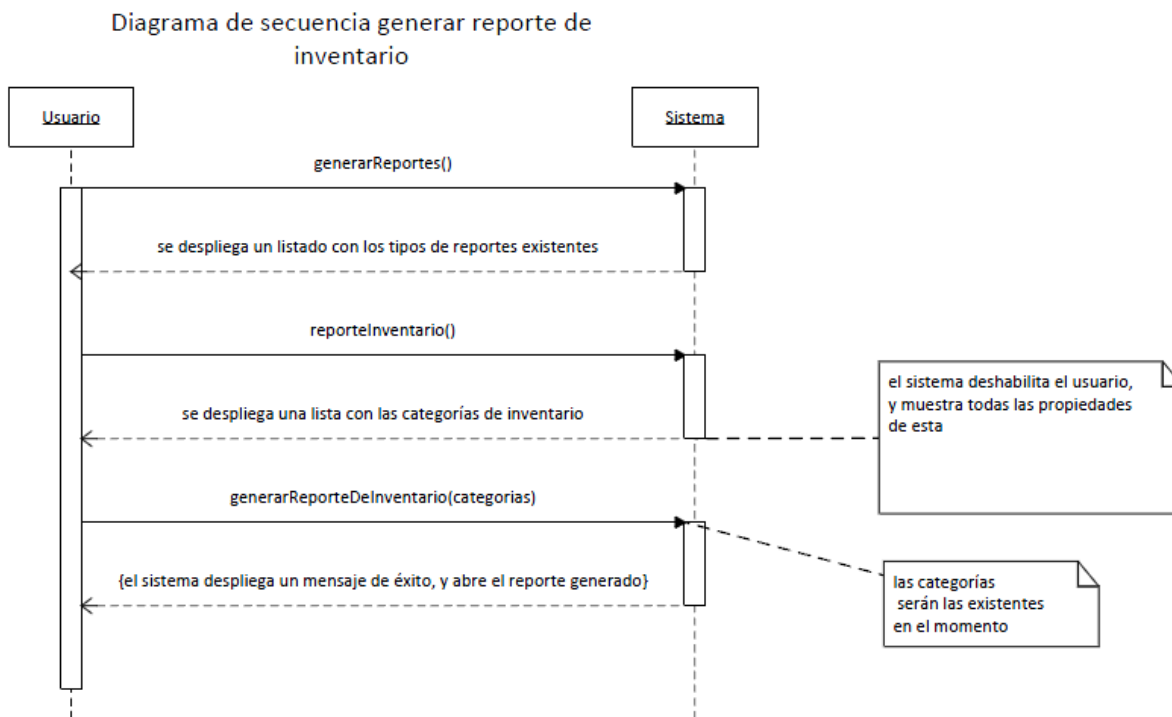 Diagrama de secuencia generar reporte de
inventario
Usuario
Sistema
generarReportes()
se despliega un listado con los tipos de reportes existentes
reporteInventario()
el sistema deshabilita el usuario,
y muestra todas las propiedades
de esta
se despliega una lista con las categorías de inventario
generarReporteDeInventario(categorias)
{el sistema despliega un mensaje de éxito, y abre el reporte generado}
las categorías
serán las existentes
en el momento